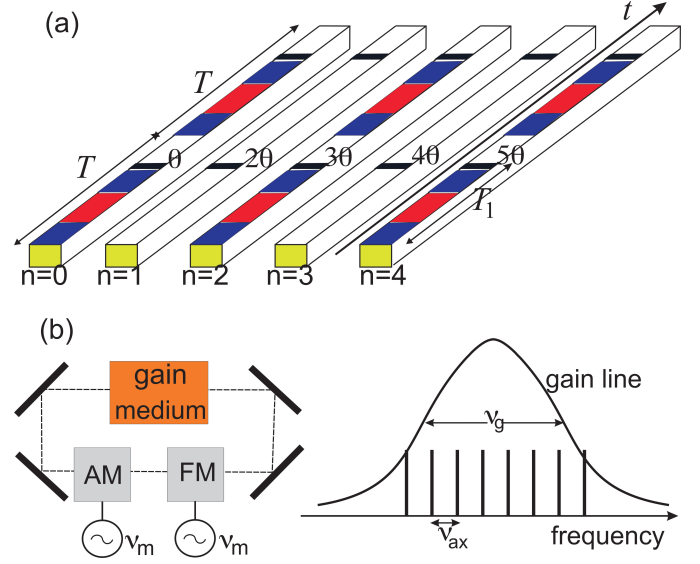 (a)
t
T
T
θ
2θ
3θ
4θ
5θ
T₁
n=0
n=1
n=2
n=3
n=4
(b)
gain
medium
AM
FM
νm
νm
gain line
νg
νax
frequency